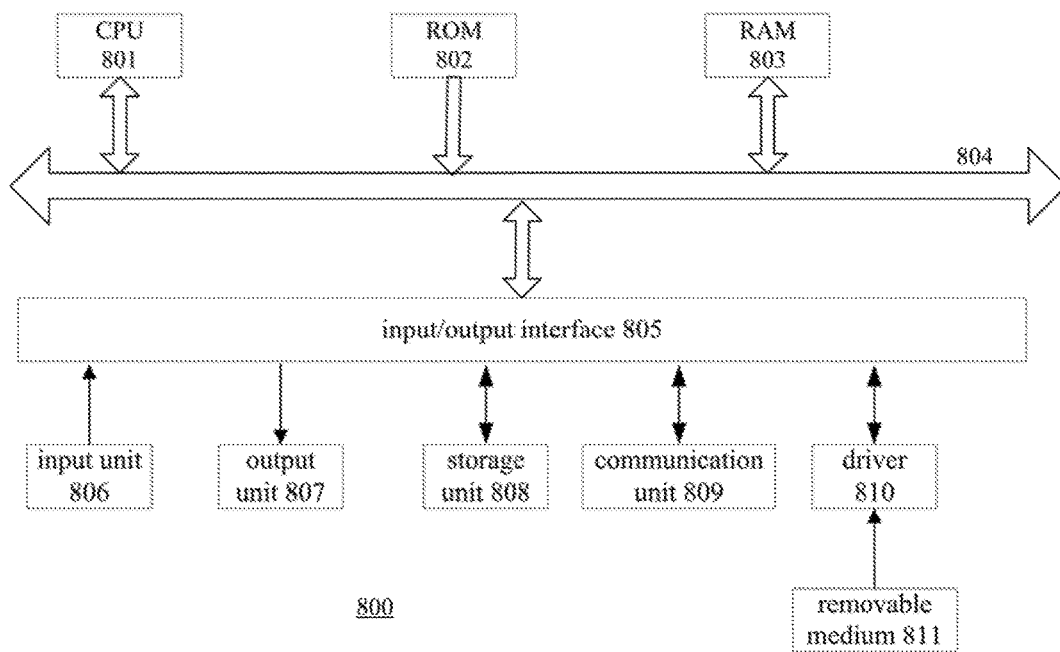 CPU
801
ROM
802
RAM
803
804
input/output interface 805
input unit
806
output
unit 807
storage
unit 808
communication
unit 809
driver
810
800
removable
medium 811